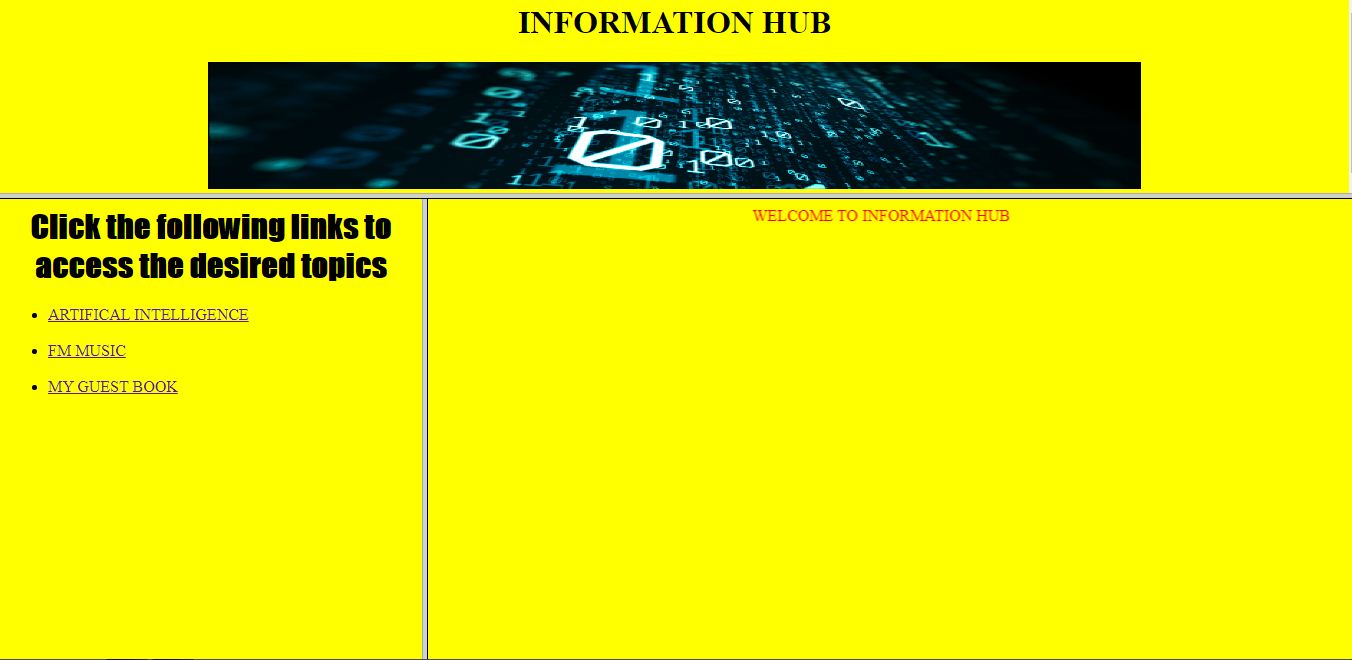 INFORMATION HUB
Click the following links to
access the desired topics
WELCOME TO INFORMATION HUB
ARTIFICAL INTELLIGENCE
FM MUSIC
MY GUEST BOOK